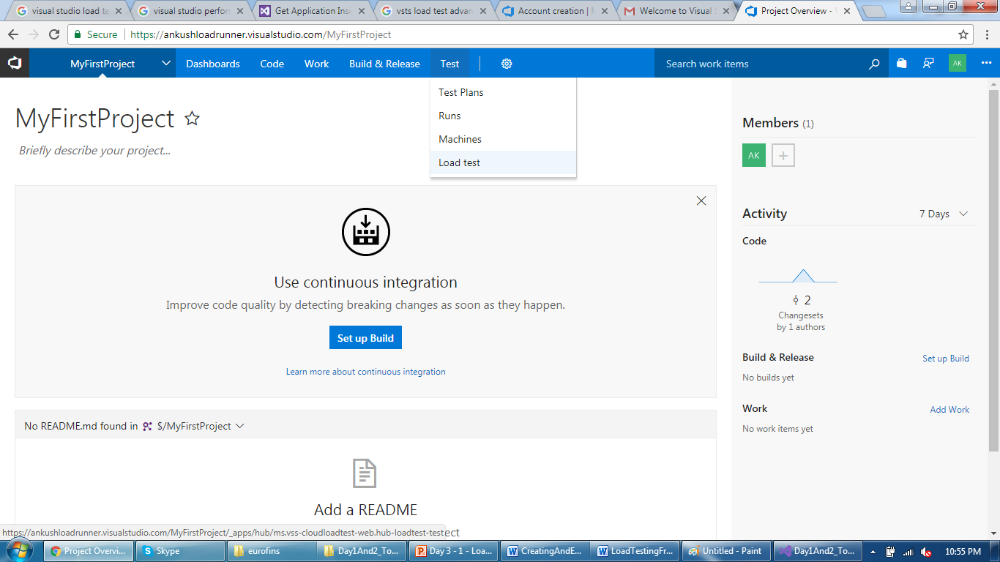 visual studio load te
visual studio perfor
Get Application Insi
vsts load test advan
Account creation | M
Welcome to Visual S
Project Overview -
Secure
https://ankushloadrunner.visualstudio.com/MyFirstProject
MyFirstProject
Dashboards
Code
Work
Build & Release
Test
Search work items
AK
Test Plans
Runs
Machines
Load test
MyFirstProject
Briefly describe your project...
Members (1)
AK
Use continuous integration
Improve code quality by detecting breaking changes as soon as they happen.
Set up Build
Learn more about continuous integration
Activity
7 Days
Code
2
Changesets
by 1 authors
Build & Release
Set up Build
No builds yet
Work
Add Work
No work items yet
No README.md found in $/MyFirstProject
Add a README
https://ankushloadrunner.visualstudio.com/MyFirstProject/_apps/hub/ms.vss-cloudloadtest-web.hub-loadtest-test
Project Overvi...
Skype
eurofins
Day1And2_To...
Day 3 - 1 - Loa...
CreatingAndE...
LoadTestingFr...
Untitled - Paint
Day1And2_To...
10:55 PM